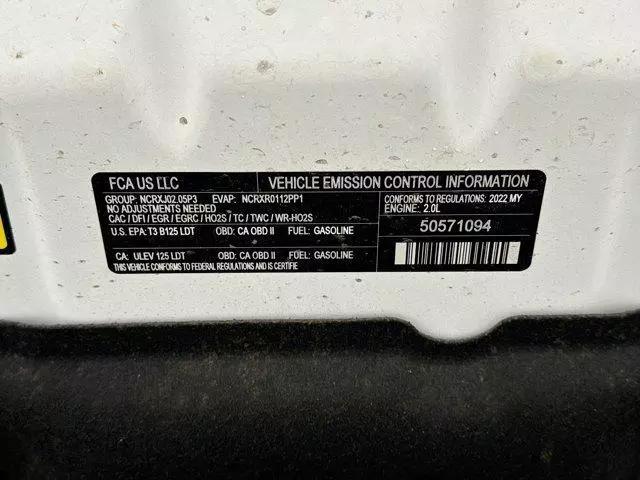 FCA US LLC VEHICLE EMISSION CONTROL INFORMATION
GROUP: NCRXJ02.05P3 EVAP: NCRXR0112PP1
NO ADJUSTMENTS NEEDED
CAC / DFI / EGR / EGRC / HO2S / TC / TWC / WR-HO2S
U.S. EPA: T3 B125 LDT OBD: CA OBD II FUEL: GASOLINE
CA: ULEV 125 LDT OBD: CA OBD II FUEL: GASOLINE
THIS VEHICLE CONFORMS TO FEDERAL REGULATIONS AND IS CERTIFIED
CONFORMS TO REGULATIONS: 2022 MY
ENGINE: 2.0L
50571094